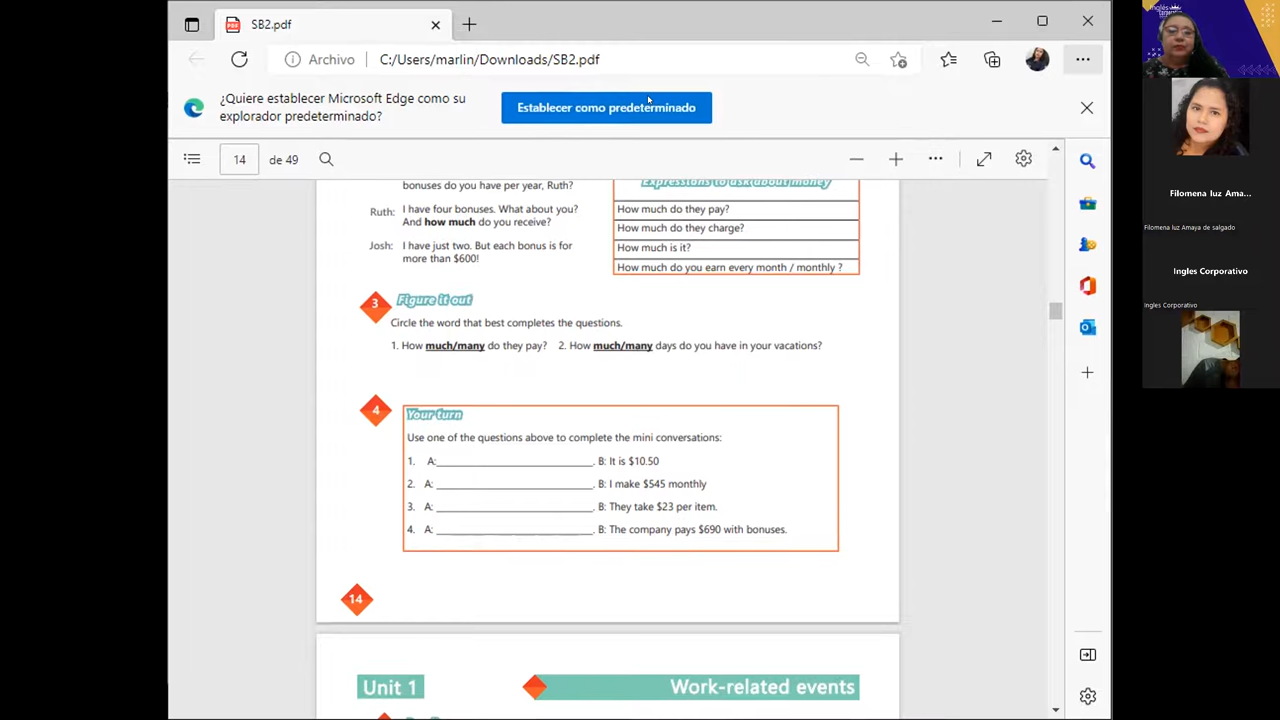 SB2.pdf
Archivo
C:/Users/marlin/Downloads/SB2.pdf
¿Quiere establecer Microsoft Edge como su
explorador predeterminado?
Establecer como predeterminado
14 de 49
bonuses do you have per year, Ruth?
Ruth: I have four bonuses. What about you?
And how much do you receive?
Josh: I have just two. But each bonus is for
more than $600!
Expressions to ask about money
How much do they pay?
How much do they charge?
How much is it?
How much do you earn every month / monthly ?
3 Figure it out
Circle the word that best completes the questions.
1. How much/many do they pay? 2. How much/many days do you have in your vacations?
4 Your turn
Use one of the questions above to complete the mini conversations:
1. A:__________________________. B: It is $10.50
2. A: __________________________. B: I make $545 monthly
3. A: __________________________. B: They take $23 per item.
4. A: __________________________. B: The company pays $690 with bonuses.
14
Unit 1
Work-related events
Filomena luz Ama...
Filomena luz Amaya de salgado
Ingles Corporativo
Ingles Corporativo